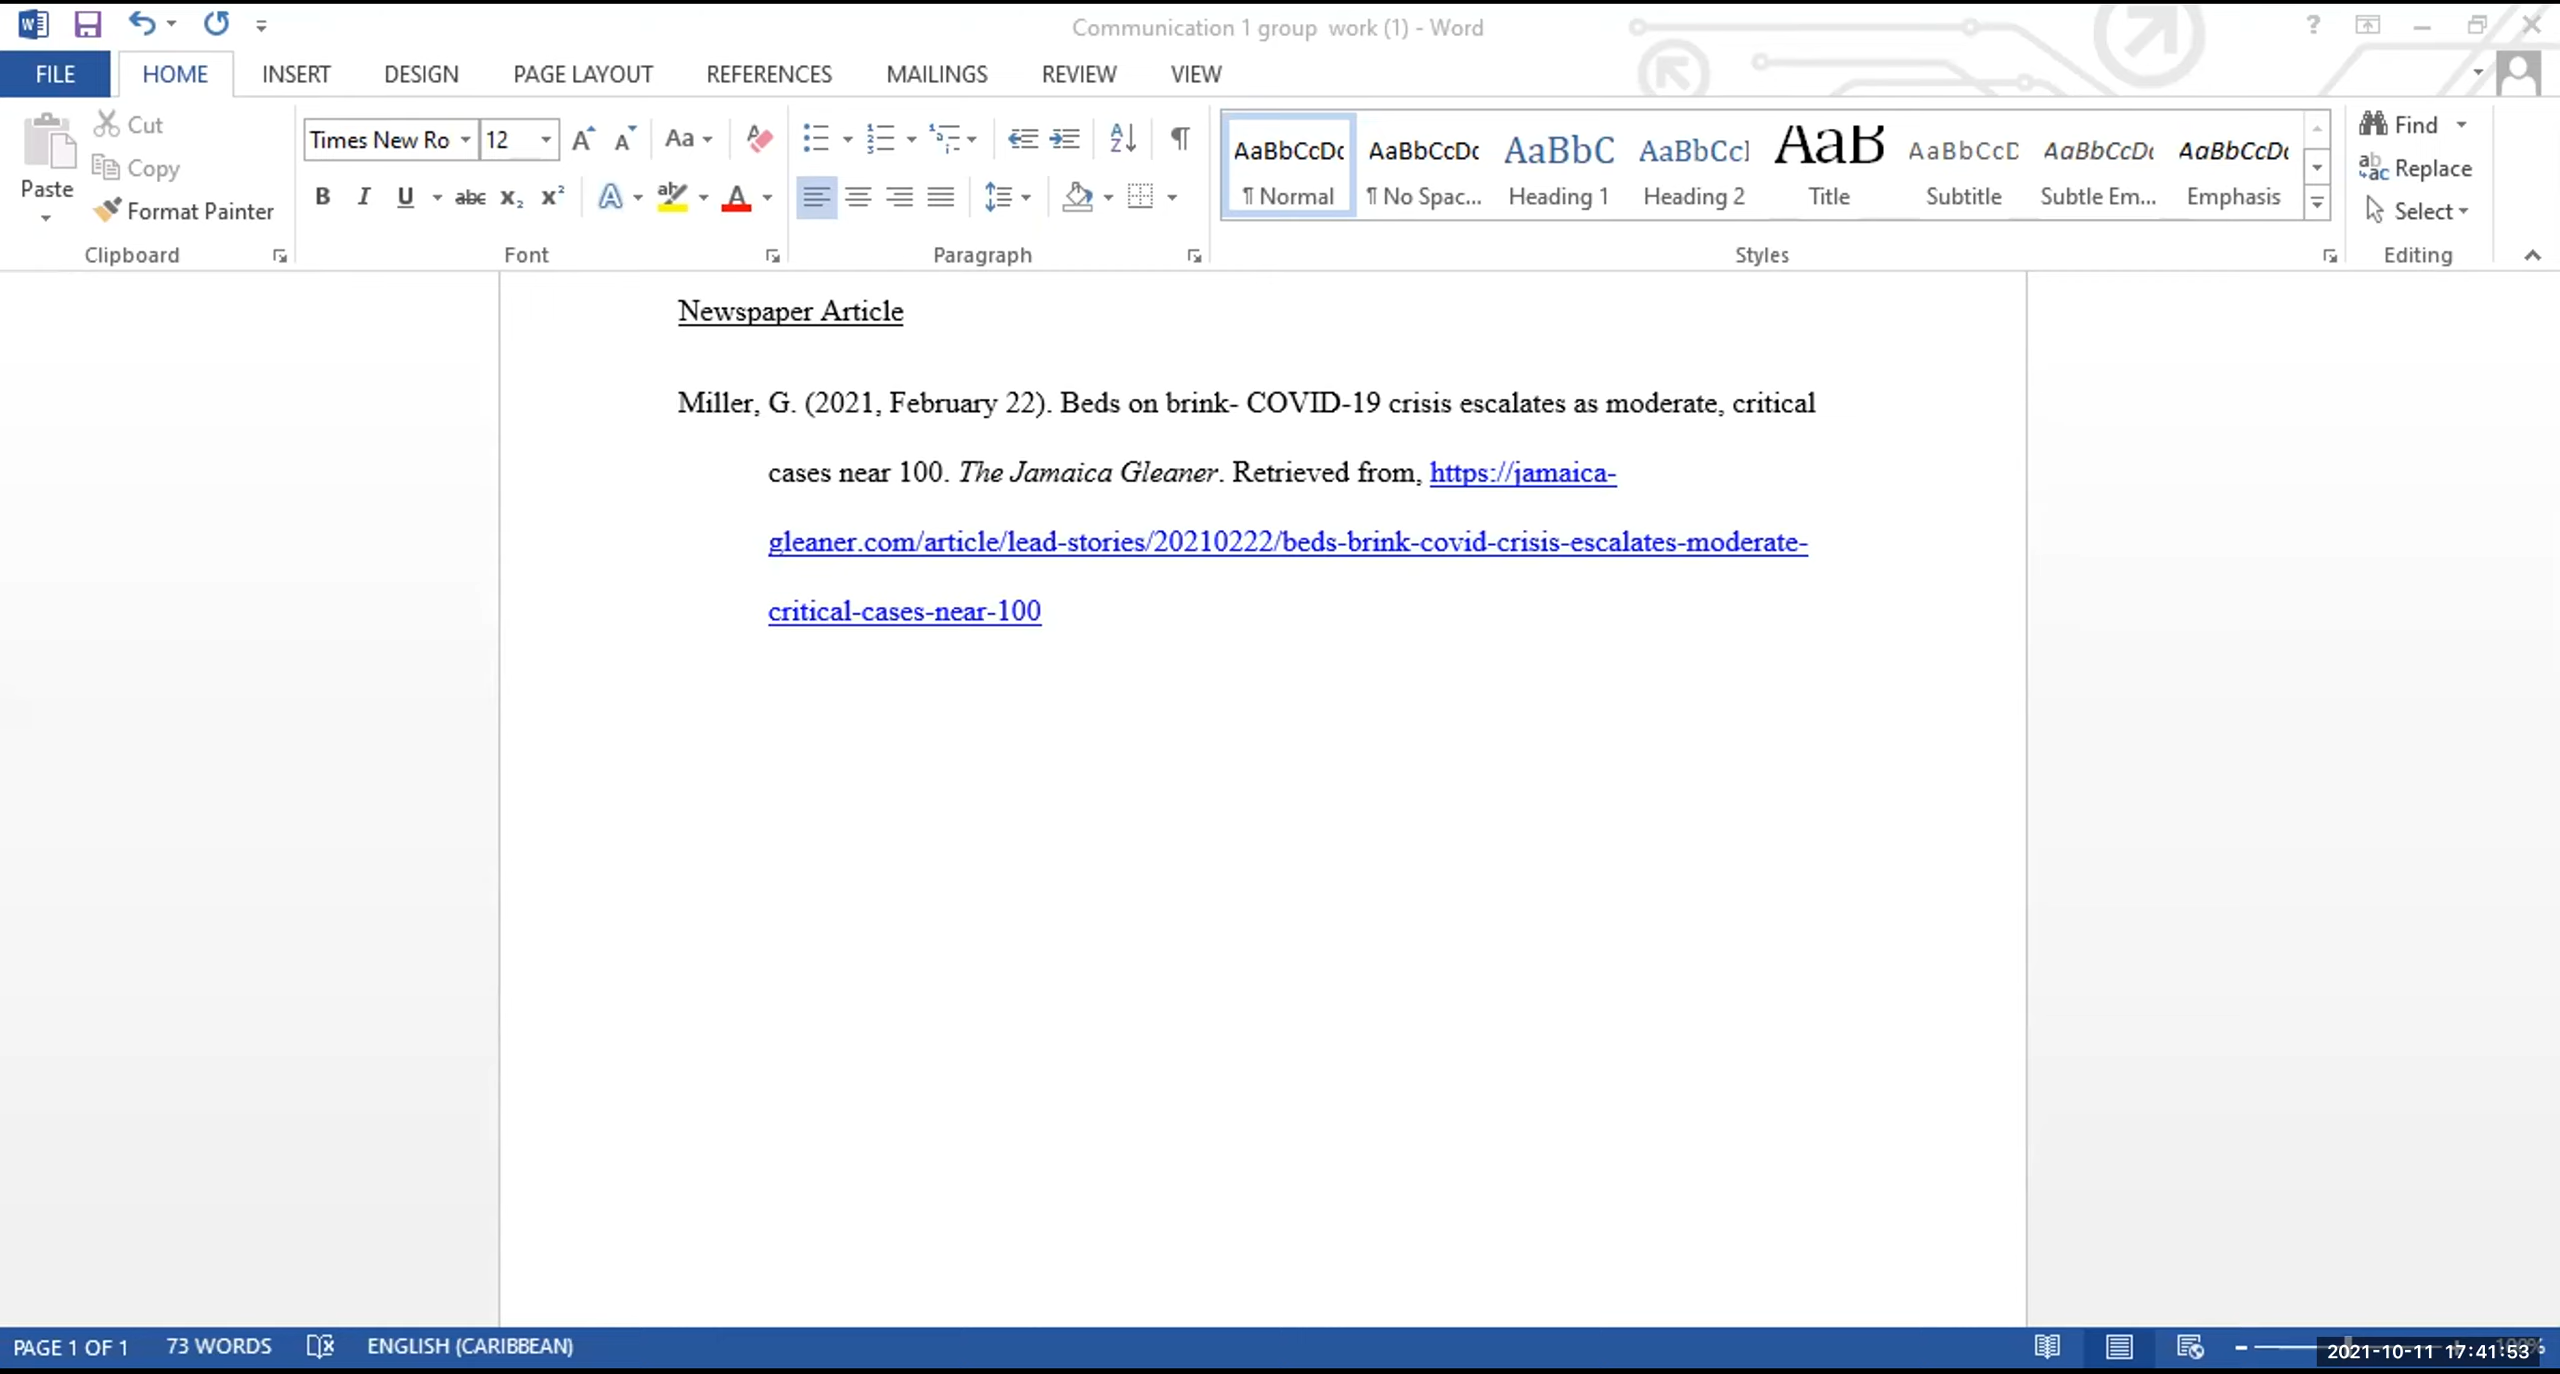 Communication 1 group work (1) - Word
FILE HOME INSERT DESIGN PAGE LAYOUT REFERENCES MAILINGS REVIEW VIEW
Paste
Cut
Copy
Format Painter
Clipboard
Times New Ro 12
Font
Paragraph
AaBbCcDc AaBbCcDc AaBbC AaBbCcl AaB AaBbCcD AaBbCcDc AaBbCcDc
¶ Normal ¶ No Spac... Heading 1 Heading 2 Title Subtitle Subtle Em... Emphasis
Styles
Find
Replace
Select
Editing
Newspaper Article
Miller, G. (2021, February 22). Beds on brink- COVID-19 crisis escalates as moderate, critical
cases near 100. The Jamaica Gleaner. Retrieved from, https://jamaica-
gleaner.com/article/lead-stories/20210222/beds-brink-covid-crisis-escalates-moderate-
critical-cases-near-100
PAGE 1 OF 1 73 WORDS ENGLISH (CARIBBEAN)
2021-10-11 17:41:53